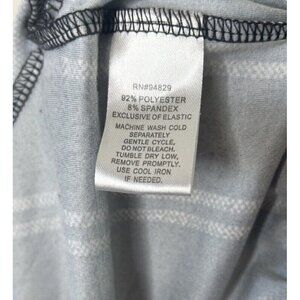 RN#94829
92% POLYESTER
8% SPANDEX
EXCLUSIVE OF ELASTIC
MACHINE WASH COLD
SEPARATELY
GENTLE CYCLE,
DO NOT BLEACH.
TUMBLE DRY LOW,
REMOVE PROMPTLY.
USE COOL IRON
IF NEEDED.